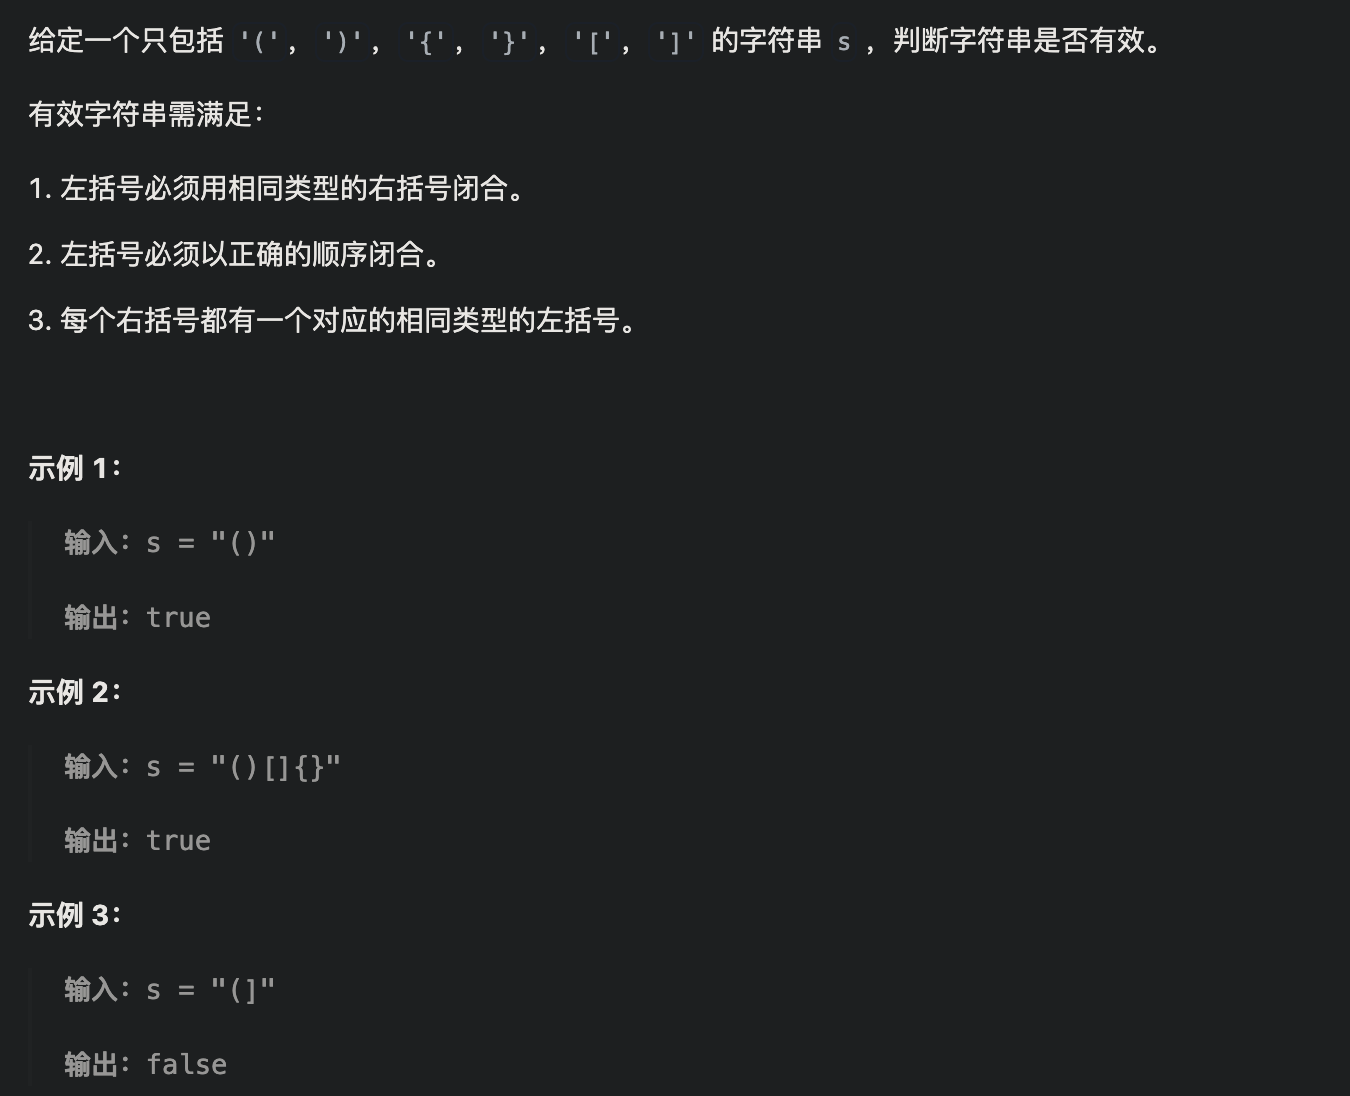 给定一个只包括 '(', ')', '{', '}', '[', ']' 的字符串 s ，判断字符串是否有效。
有效字符串需满足：
1. 左括号必须用相同类型的右括号闭合。
2. 左括号必须以正确的顺序闭合。
3. 每个右括号都有一个对应的相同类型的左括号。
示例 1：
输入：s = "()"
输出：true
示例 2：
输入：s = "()[]{}"
输出：true
示例 3：
输入：s = "(]"
输出：false